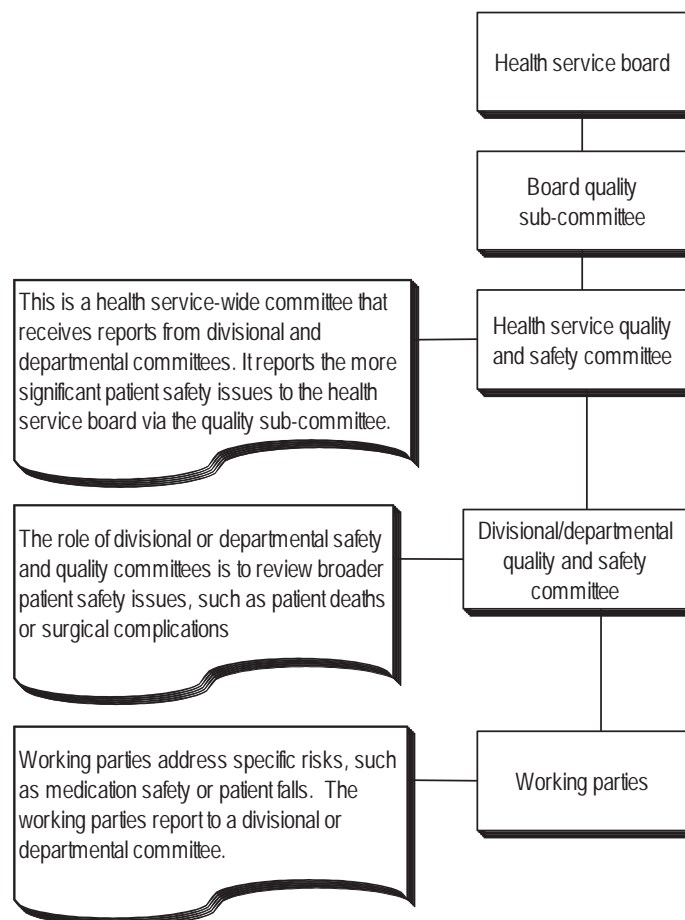 Health service board
Board quality
sub-committee
This is a health service-wide committee that
receives reports from divisional and
departmental committees. It reports the more
significant patient safety issues to the health
service board via the quality sub-committee.
Health service quality
and safety committee
The role of divisional or departmental safety
and quality committees is to review broader
patient safety issues, such as patient deaths
or surgical complications
Divisional/departmental
quality and safety
committee
Working parties address specific risks, such
as medication safety or patient falls.  The
working parties report to a divisional or
departmental committee.
Working parties